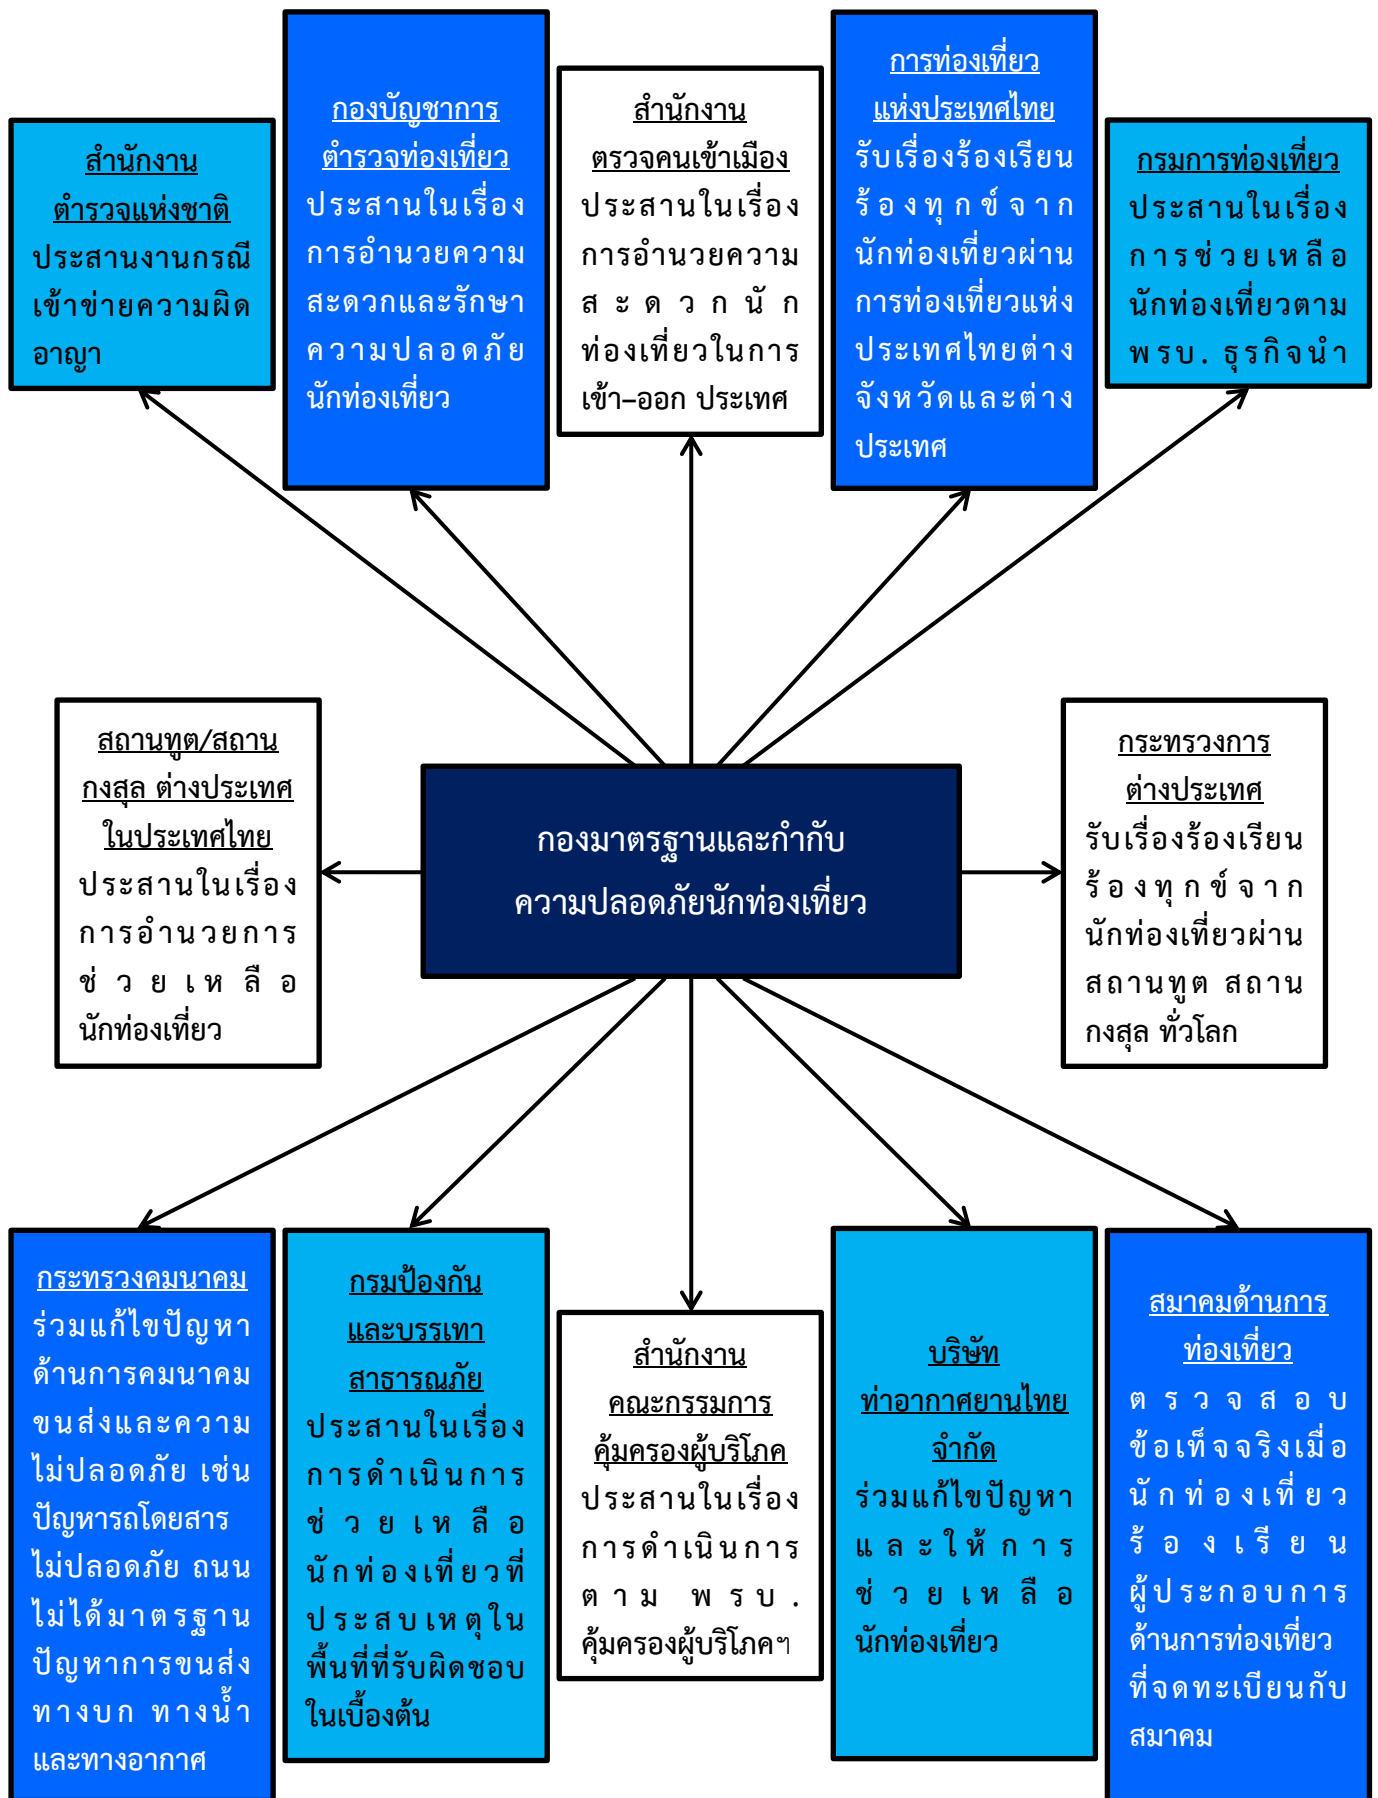 สำนักงาน
ตำรวจแห่งชาติ
ประสานงานกรณี
เข้าข่ายความผิด
อาญา
กองบัญชาการ
ตำรวจท่องเที่ยว
ประสานในเรื่อง
การอำนวยความ
สะดวกและรักษา
ความปลอดภัย
นักท่องเที่ยว
สำนักงาน
ตรวจคนเข้าเมือง
ประสานในเรื่อง
การอำนวยความ
สะดวกนัก
ท่องเที่ยวในการ
เข้า–ออก ประเทศ
การท่องเที่ยว
แห่งประเทศไทย
รับเรื่องร้องเรียน
ร้องทุกข์จาก
นักท่องเที่ยวผ่าน
การท่องเที่ยวแห่ง
ประเทศไทยต่าง
จังหวัดและต่าง
ประเทศ
กรมการท่องเที่ยว
ประสานในเรื่อง
การช่วยเหลือ
นักท่องเที่ยวตาม
พรบ. ธุรกิจนำ
สถานทูต/สถาน
กงสุล ต่างประเทศ
ในประเทศไทย
ประสานในเรื่อง
การอำนวยการ
ช่วยเหลือ
นักท่องเที่ยว
กองมาตรฐานและกำกับ
ความปลอดภัยนักท่องเที่ยว
กระทรวงการ
ต่างประเทศ
รับเรื่องร้องเรียน
ร้องทุกข์จาก
นักท่องเที่ยวผ่าน
สถานทูต สถาน
กงสุล ทั่วโลก
กระทรวงคมนาคม
ร่วมแก้ไขปัญหา
ด้านการคมนาคม
ขนส่งและความ
ไม่ปลอดภัย เช่น
ปัญหารถโดยสาร
ไม่ปลอดภัย ถนน
ไม่ได้มาตรฐาน
ปัญหาการขนส่ง
ทางบก ทางน้ำ
และทางอากาศ
กรมป้องกัน
และบรรเทา
สาธารณภัย
ประสานในเรื่อง
การดำเนินการ
ช่วยเหลือ
นักท่องเที่ยวที่
ประสบเหตุใน
พื้นที่ที่รับผิดชอบ
ในเบื้องต้น
สำนักงาน
คณะกรรมการ
คุ้มครองผู้บริโภค
ประสานในเรื่อง
การดำเนินการ
ตาม พรบ.
คุ้มครองผู้บริโภคฯ
บริษัท
ท่าอากาศยานไทย
จำกัด
ร่วมแก้ไขปัญหา
และให้การ
ช่วยเหลือ
นักท่องเที่ยว
สมาคมด้านการ
ท่องเที่ยว
ตรวจสอบ
ข้อเท็จจริงเมื่อ
นักท่องเที่ยว
ร้องเรียน
ผู้ประกอบการ
ด้านการท่องเที่ยว
ที่จดทะเบียนกับ
สมาคม